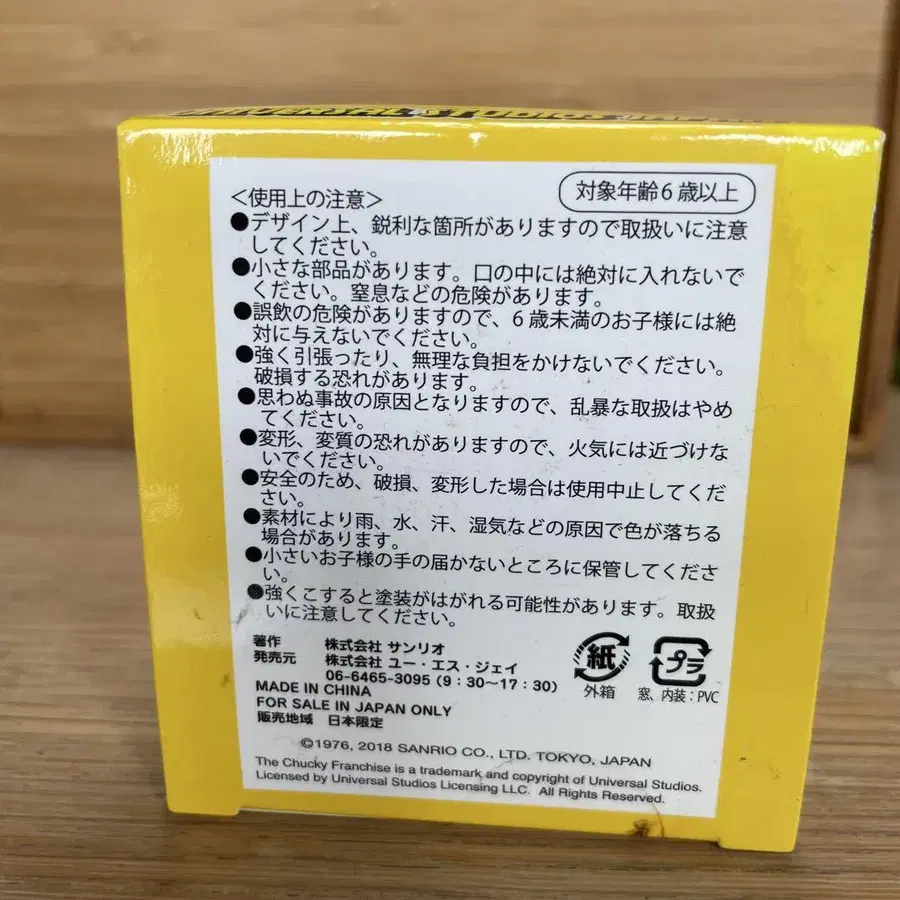 対象年齢6歳以上
＜使用上の注意＞
●デザイン上、鋭利な箇所がありますので取扱いに注意
してください。
●小さな部品があります。口の中には絶対に入れないで
ください。窒息などの危険があります。
●誤飲の危険がありますので、6歳未満のお子様には絶
対に与えないでください。
●強く引張ったり、無理な負担をかけないでください。
破損する恐れがあります。
●思わぬ事故の原因となりますので、乱暴な取扱はやめ
てください。
●変形、変質の恐れがありますので、火気には近づけな
いでください。
●安全のため、破損、変形した場合は使用中止してくだ
さい。
●素材により雨、水、汗、湿気などの原因で色が落ちる
場合があります。
●小さいお子様の手の届かないところに保管してくださ
い。
●強くこすると塗装がはがれる可能性があります。取扱
いに注意してください。
著作 株式会社 サンリオ
発売元 株式会社 ユー・エス・ジェイ
06-6465-3095（9：30～17：30）
MADE IN CHINA
FOR SALE IN JAPAN ONLY
販売地域 日本限定
紙
外箱
プラ
窓、内装：PVC
©1976, 2018 SANRIO CO., LTD. TOKYO, JAPAN
The Chucky Franchise is a trademark and copyright of Universal Studios.
Licensed by Universal Studios Licensing LLC. All Rights Reserved.